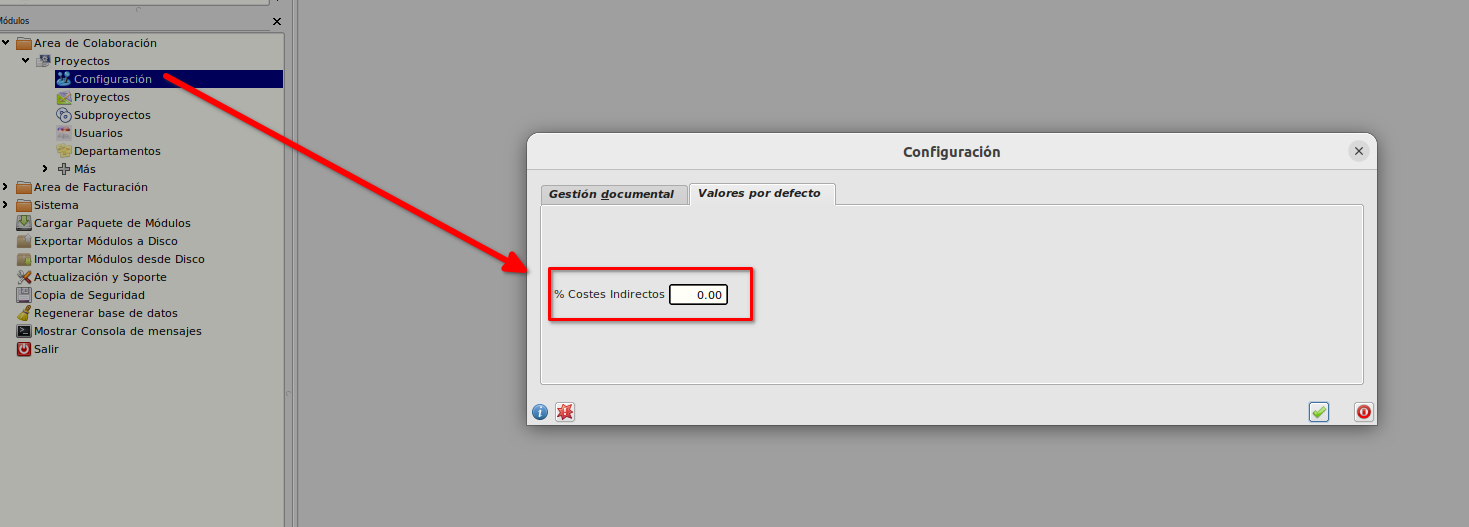 Módulos
Area de Colaboración
Proyectos
Configuración
Proyectos
Subproyectos
Usuarios
Departamentos
Más
Area de Facturación
Sistema
Cargar Paquete de Módulos
Exportar Módulos a Disco
Importar Módulos desde Disco
Actualización y Soporte
Copia de Seguridad
Regenerar base de datos
Mostrar Consola de mensajes
Salir
Configuración
Gestión documental
Valores por defecto
% Costes Indirectos 0.00